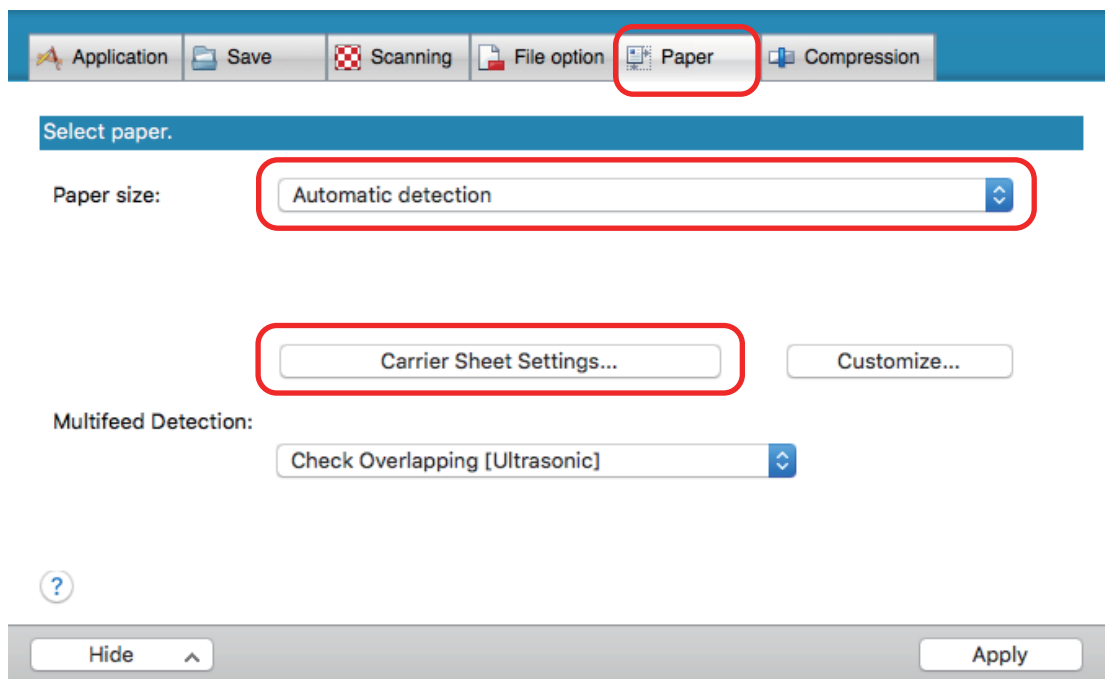 Application Save Scanning File option Paper Compression
Select paper.
Paper size: Automatic detection
Carrier Sheet Settings... Customize...
Multifeed Detection:
Check Overlapping [Ultrasonic]
?
Hide Apply